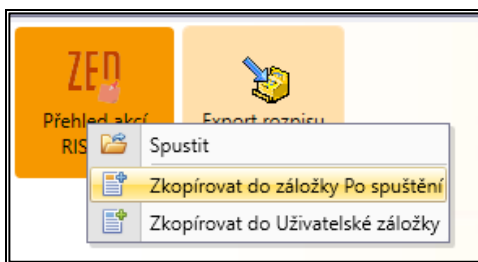 ZED
Přehled akcí
RIS
Export rozpisu
Spustit
Zkopírovat do záložky Po spuštění
Zkopírovat do Uživatelské záložky